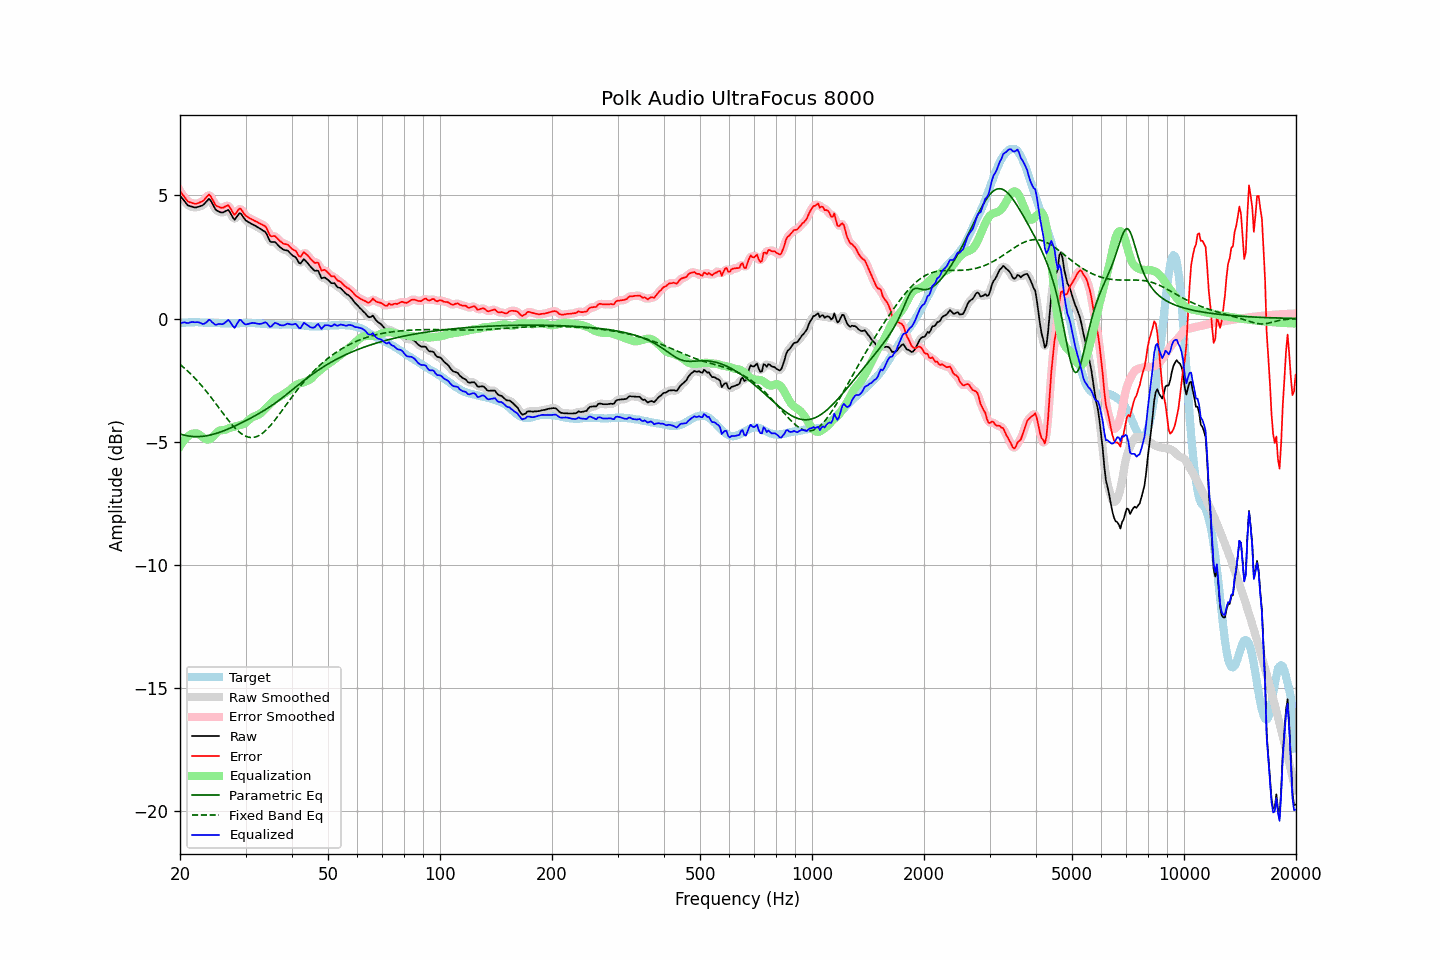 Polk Audio UltraFocus 8000
Amplitude (dBr)
5
0
−5
−10
−15
−20
Target
Raw Smoothed
Error Smoothed
Raw
Error
Equalization
Parametric Eq
Fixed Band Eq
Equalized
20 50 100 200 500 1000 2000 5000 10000 20000
Frequency (Hz)